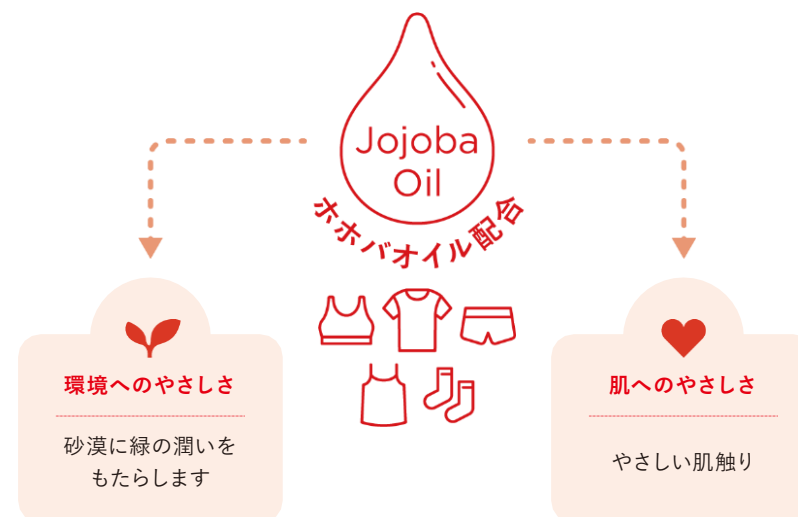 Jojoba
Oil
ホホバオイル配合
環境へのやさしさ
砂漠に緑の潤いを
もたらします
肌へのやさしさ
やさしい肌触り